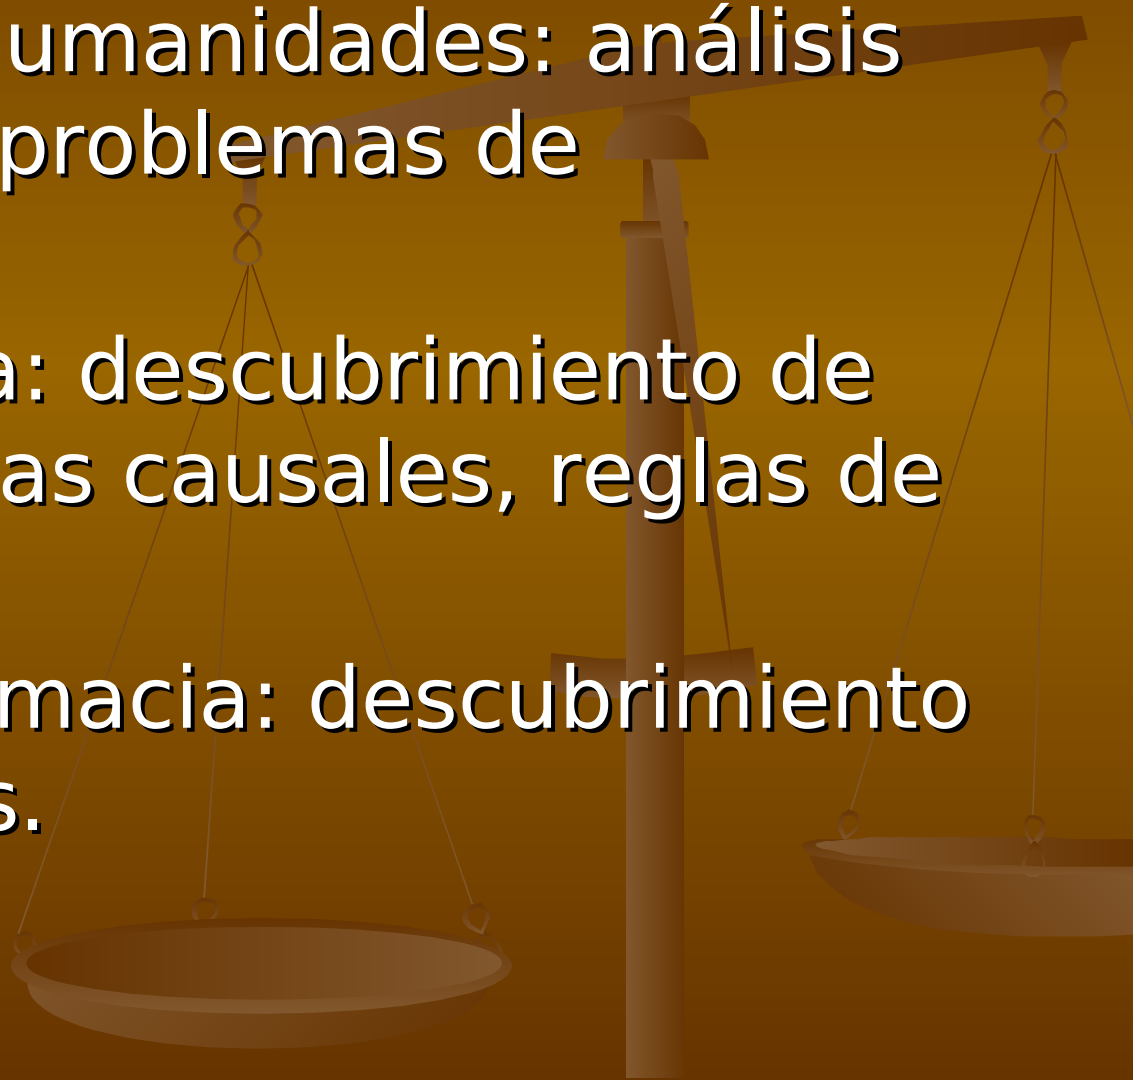 umanidades: análisis
problemas de
a: descubrimiento de
as causales, reglas de
macia: descubrimiento
s.